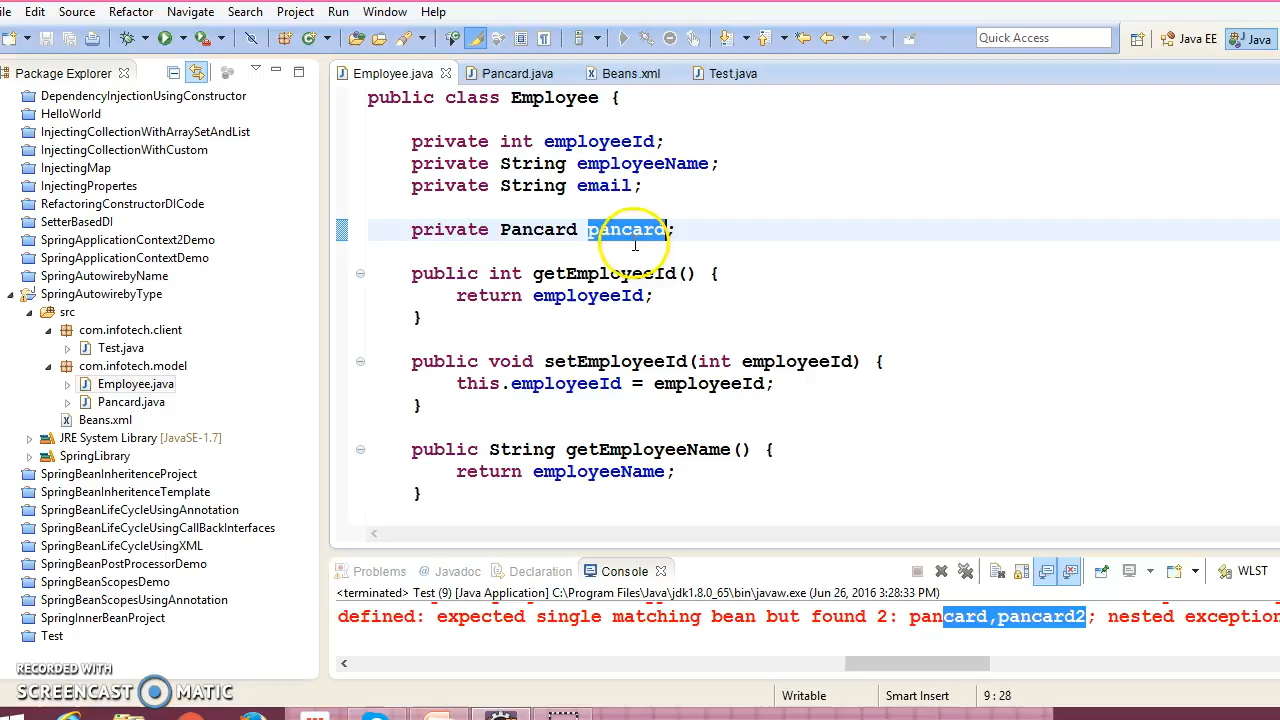 ile Edit Source Refactor Navigate Search Project Run Window Help
Quick Access
Java EE
Java
Package Explorer
Employee.java
Pancard.java
Beans.xml
Test.java
DependencyInjectionUsingConstructor
HelloWorld
InjectingCollectionWithArraySetAndList
InjectingCollectionWithCustom
InjectingMap
InjectingPropertes
RefactoringConstructorDICode
SetterBasedDI
SpringApplicationContext2Demo
SpringApplicationContextDemo
SpringAutowirebyName
SpringAutowirebyType
src
com.infotech.client
Test.java
com.infotech.model
Employee.java
Pancard.java
Beans.xml
JRE System Library [JavaSE-1.7]
SpringLibrary
SpringBeanInheritenceProject
SpringBeanInheritenceTemplate
SpringBeanLifeCycleUsingAnnotation
SpringBeanLifeCycleUsingCallBackInterfaces
SpringBeanLifeCycleUsingXML
SpringBeanPostProcessorDemo
SpringBeanScopesDemo
SpringBeanScopesUsingAnnotation
SpringInnerBeanProject
Test
public class Employee {
private int employeeId;
private String employeeName;
private String email;
private Pancard pancard;
public int getEmployeeId() {
return employeeId;
}
public void setEmployeeId(int employeeId) {
this.employeeId = employeeId;
}
public String getEmployeeName() {
return employeeName;
}
Problems @ Javadoc Declaration Console
WLST
<terminated> Test (9) [Java Application] C:\Program Files\Java\jdk1.8.0_65\bin\javaw.exe (Jun 26, 2016 3:28:33 PM)
defined: expected single matching bean but found 2: pancard,pancard2; nested exception
Writable
Smart Insert
9 : 28
RECORDED WITH
SCREENCAST MATIC